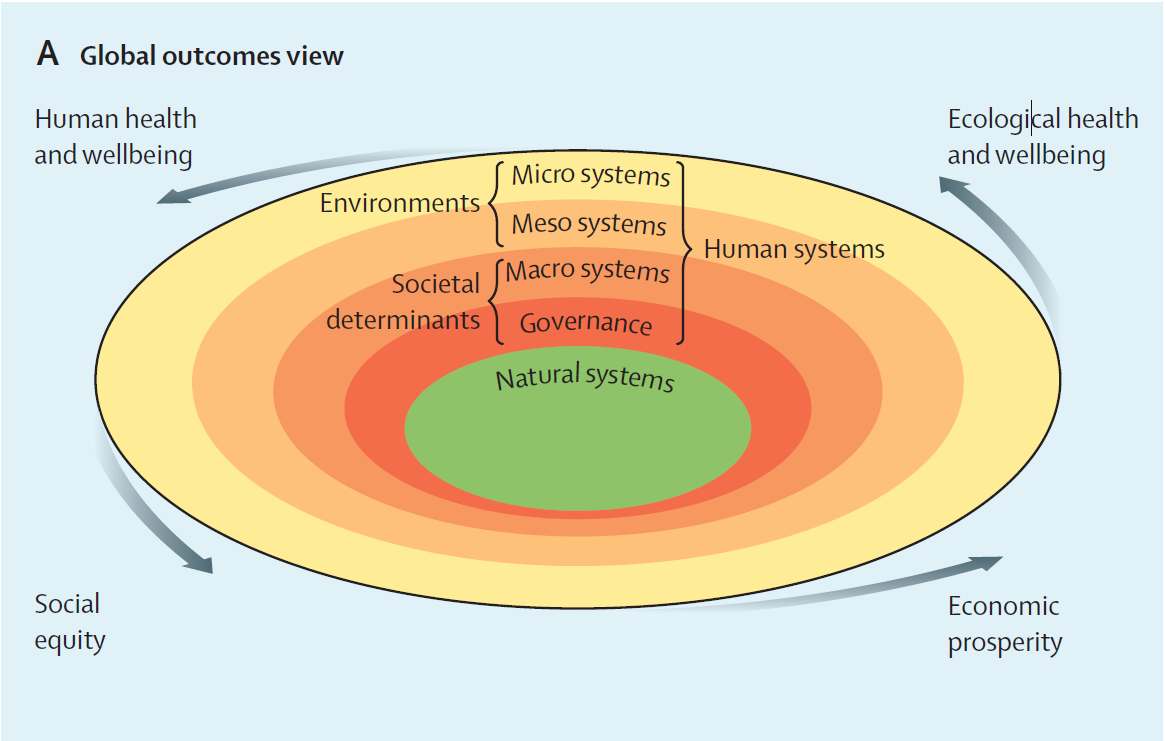 A Global outcomes view
Human health
and wellbeing
Ecological health
and wellbeing
Micro systems
Environments
Meso systems
Human systems
Macro systems
Societal
determinants
Governance
Natural systems
Social
equity
Economic
prosperity